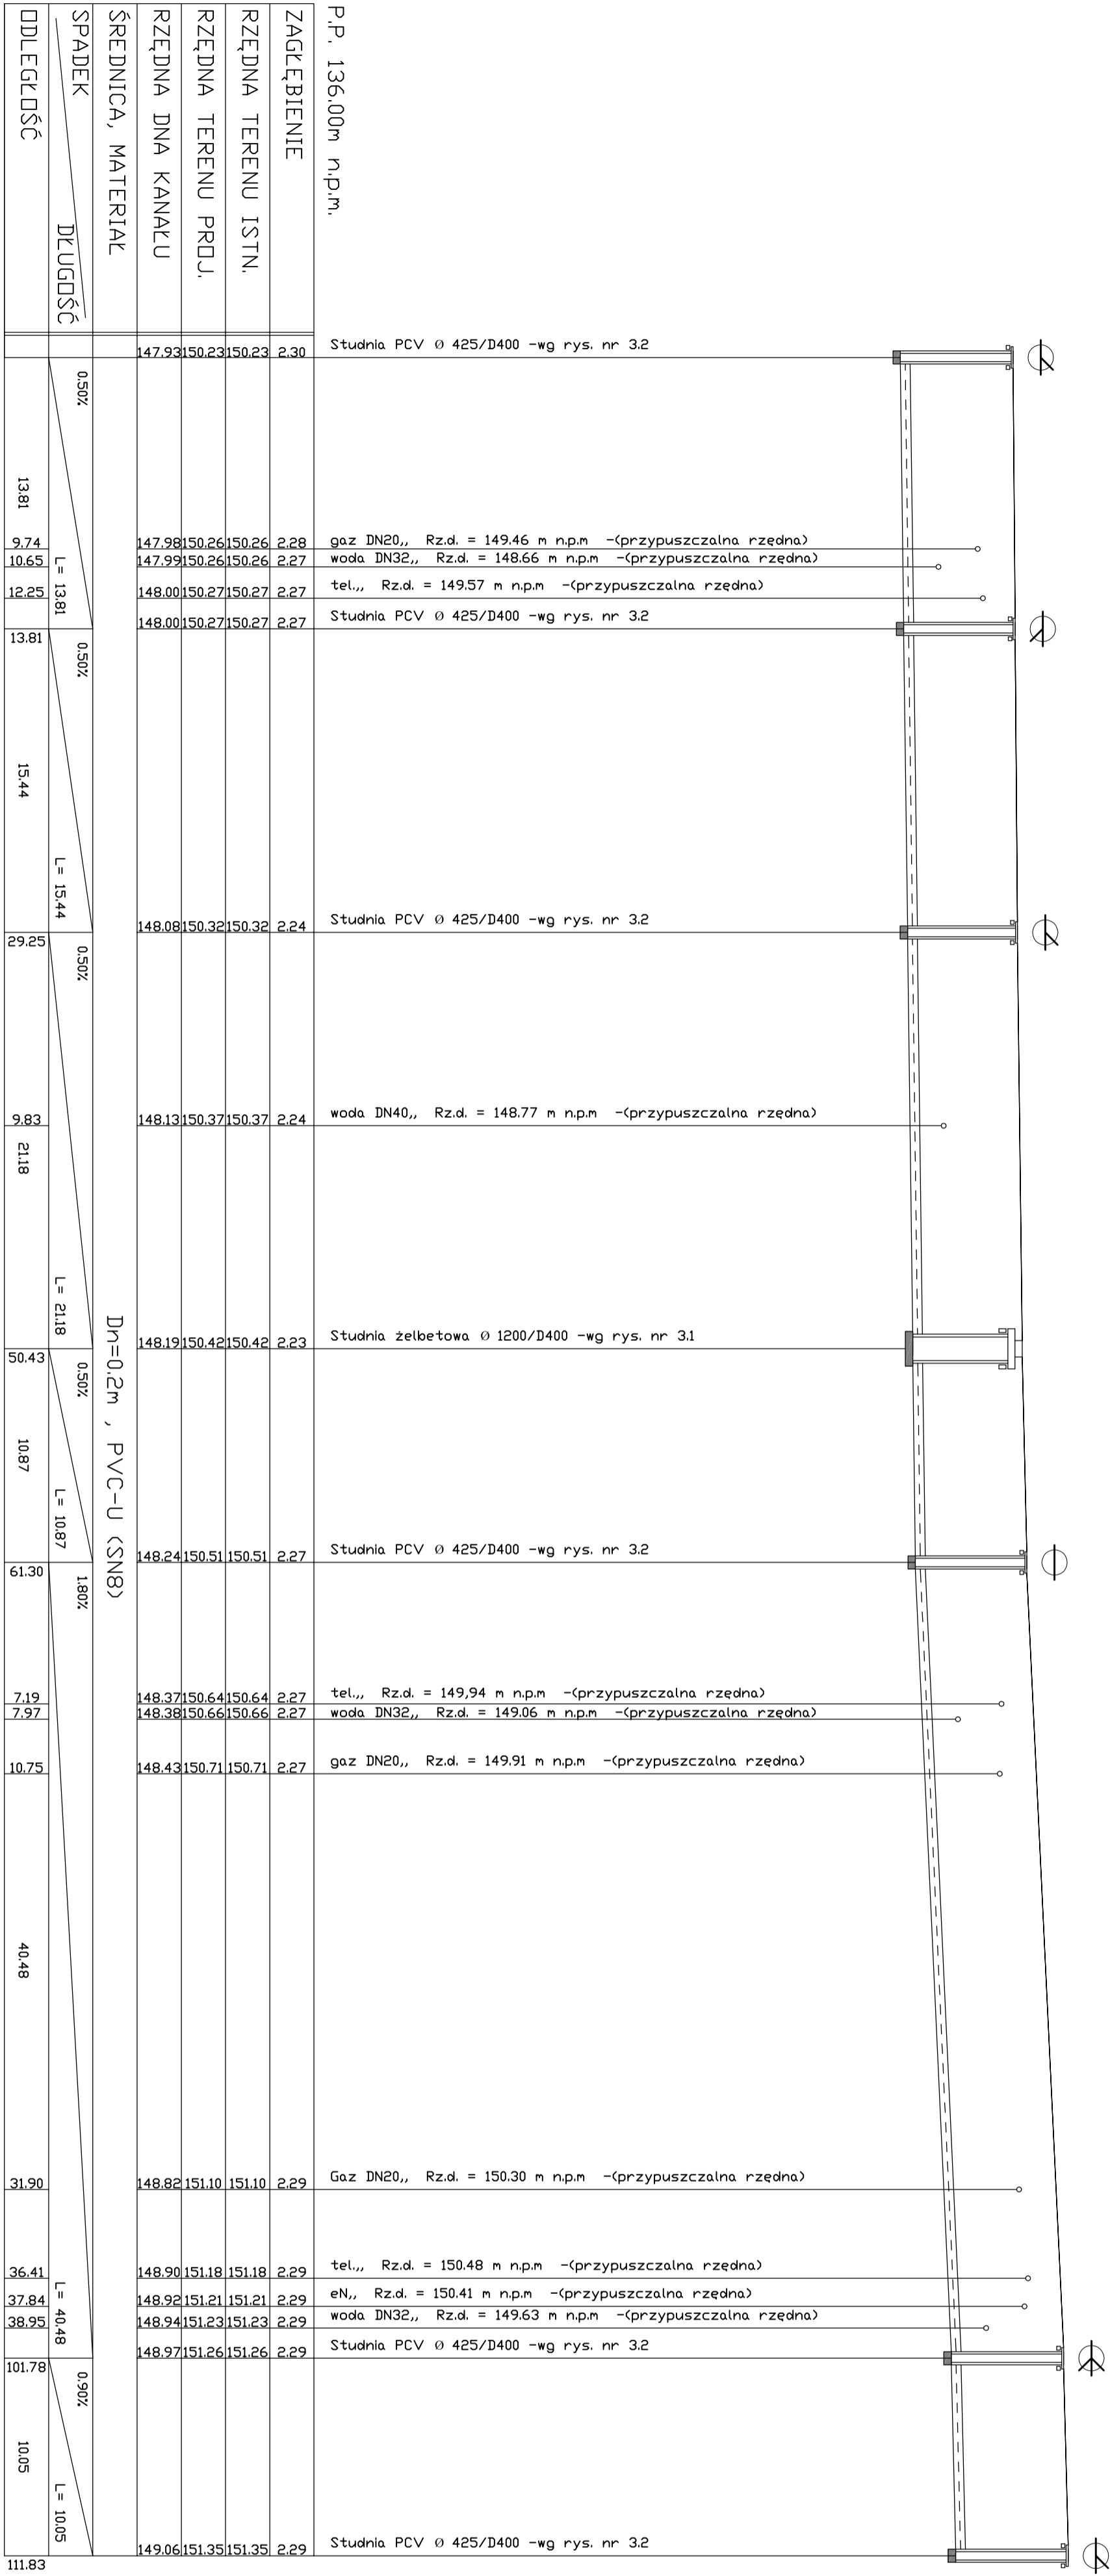 P.P. 136.00m n.p.m.
ZAGŁĘBIENIE
RZĘDNA TERENU ISTN.
RZĘDNA TERENU PROJ.
RZĘDNA DNA KANAŁU
ŚREDNICA, MATERIAŁ
SPADEK
DŁUGOŚĆ
ODLEGŁOŚĆ
147.93 150.23 150.23 2.30 Studnia PCV Ø 425/D400 -wg rys. nr 3.2
0.50%
13.81
9.74 147.98 150.26 150.26 2.28 gaz DN20,, Rz.d. = 149.46 m n.p.m -(przypuszczalna rzędna)
10.65 147.99 150.26 150.26 2.27 woda DN32,, Rz.d. = 148.66 m n.p.m -(przypuszczalna rzędna)
12.25 148.00 150.27 150.27 2.27 tel.,, Rz.d. = 149.57 m n.p.m -(przypuszczalna rzędna)
L= 13.81
13.81 148.00 150.27 150.27 2.27 Studnia PCV Ø 425/D400 -wg rys. nr 3.2
0.50%
15.44
L= 15.44
29.25 148.08 150.32 150.32 2.24 Studnia PCV Ø 425/D400 -wg rys. nr 3.2
0.50%
9.83 148.13 150.37 150.37 2.24 woda DN40,, Rz.d. = 148.77 m n.p.m -(przypuszczalna rzędna)
21.18
L= 21.18
50.43 148.19 150.42 150.42 2.23 Studnia żelbetowa Ø 1200/D400 -wg rys. nr 3.1
0.50%
Dn=0.2m , PVC-U (SN8)
10.87
L= 10.87
61.30 148.24 150.51 150.51 2.27 Studnia PCV Ø 425/D400 -wg rys. nr 3.2
1.80%
7.19 148.37 150.64 150.64 2.27 tel.,, Rz.d. = 149,94 m n.p.m -(przypuszczalna rzędna)
7.97 148.38 150.66 150.66 2.27 woda DN32,, Rz.d. = 149.06 m n.p.m -(przypuszczalna rzędna)
10.75 148.43 150.71 150.71 2.27 gaz DN20,, Rz.d. = 149.91 m n.p.m -(przypuszczalna rzędna)
40.48
31.90 148.82 151.10 151.10 2.29 Gaz DN20,, Rz.d. = 150.30 m n.p.m -(przypuszczalna rzędna)
36.41 148.90 151.18 151.18 2.29 tel.,, Rz.d. = 150.48 m n.p.m -(przypuszczalna rzędna)
37.84 148.92 151.21 151.21 2.29 eN,, Rz.d. = 150.41 m n.p.m -(przypuszczalna rzędna)
38.95 148.94 151.23 151.23 2.29 woda DN32,, Rz.d. = 149.63 m n.p.m -(przypuszczalna rzędna)
L= 40.48
101.78 148.97 151.26 151.26 2.29 Studnia PCV Ø 425/D400 -wg rys. nr 3.2
0.90%
10.05
L= 10.05
111.83 149.06 151.35 151.35 2.29 Studnia PCV Ø 425/D400 -wg rys. nr 3.2